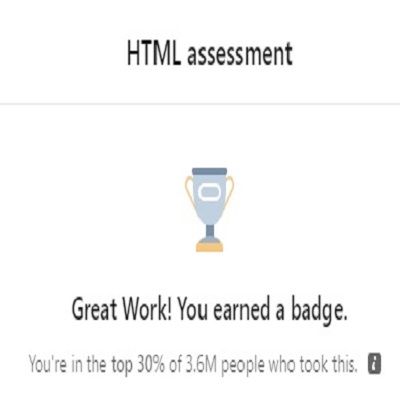 HTML assessment
Great Work! You earned a badge.
You're in the top 30% of 3.6M people who took this. i